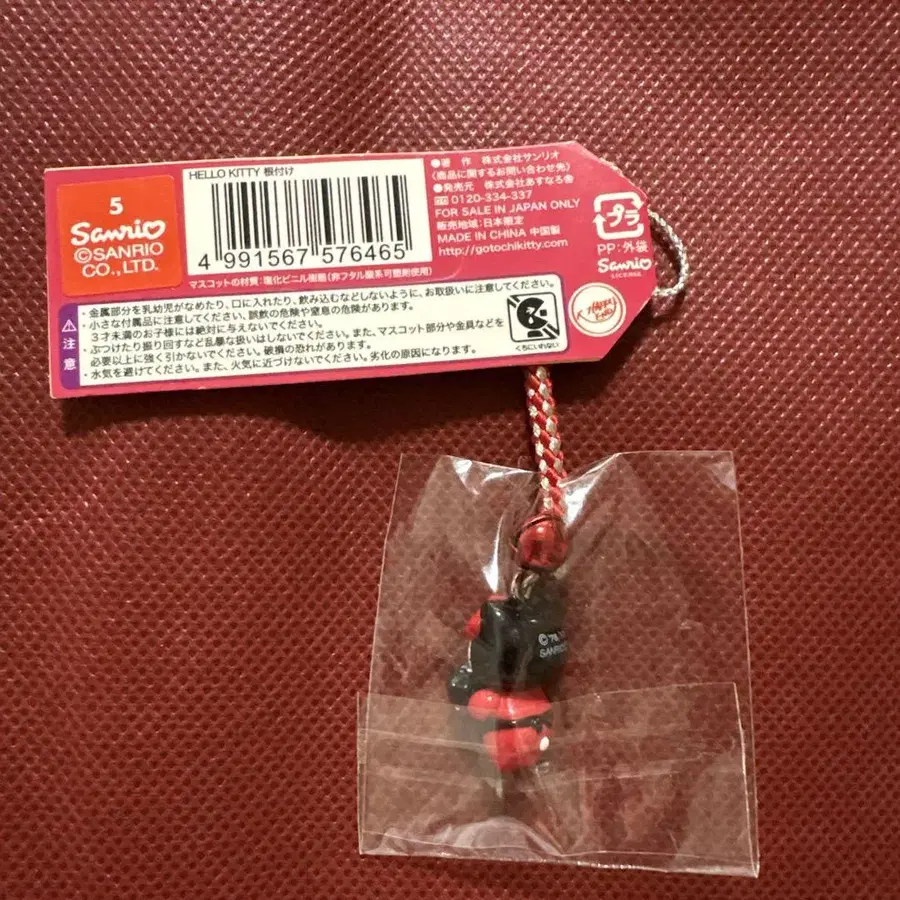 5
Sanrio
©SANRIO
CO., LTD.
HELLO KITTY 根付け
4 991567 576465
マスコットの材質:塩化ビニル樹脂(非フタル酸系可塑剤使用)
●著 作 株式会社サンリオ
(商品に関するお問い合わせ先)
●発売元 株式会社あすなろ舎
0120-334-337
FOR SALE IN JAPAN ONLY
販売地域:日本限定
MADE IN CHINA 中国製
http://gotochikitty.com
プラ
PP:外袋
Sanrio
LICENSE
注意
・金属部分を乳幼児がなめたり、口に入れたり、飲み込むなどしないように、お取扱いに注意してください。
・小さな付属品に注意してください。誤飲の危険や窒息の危険があります。
3才未満のお子様には絶対に与えないでください。
・ぶつけたり振り回すなど乱暴な扱いはしないでください。また、マスコット部分や金具などを
必要以上に強く引かないでください。破損の恐れがあります。
・水気を避けてください。また、火気に近づけないでください。劣化の原因になります。
くちにいれない
HAPPY
END
©'76,
SANRIO